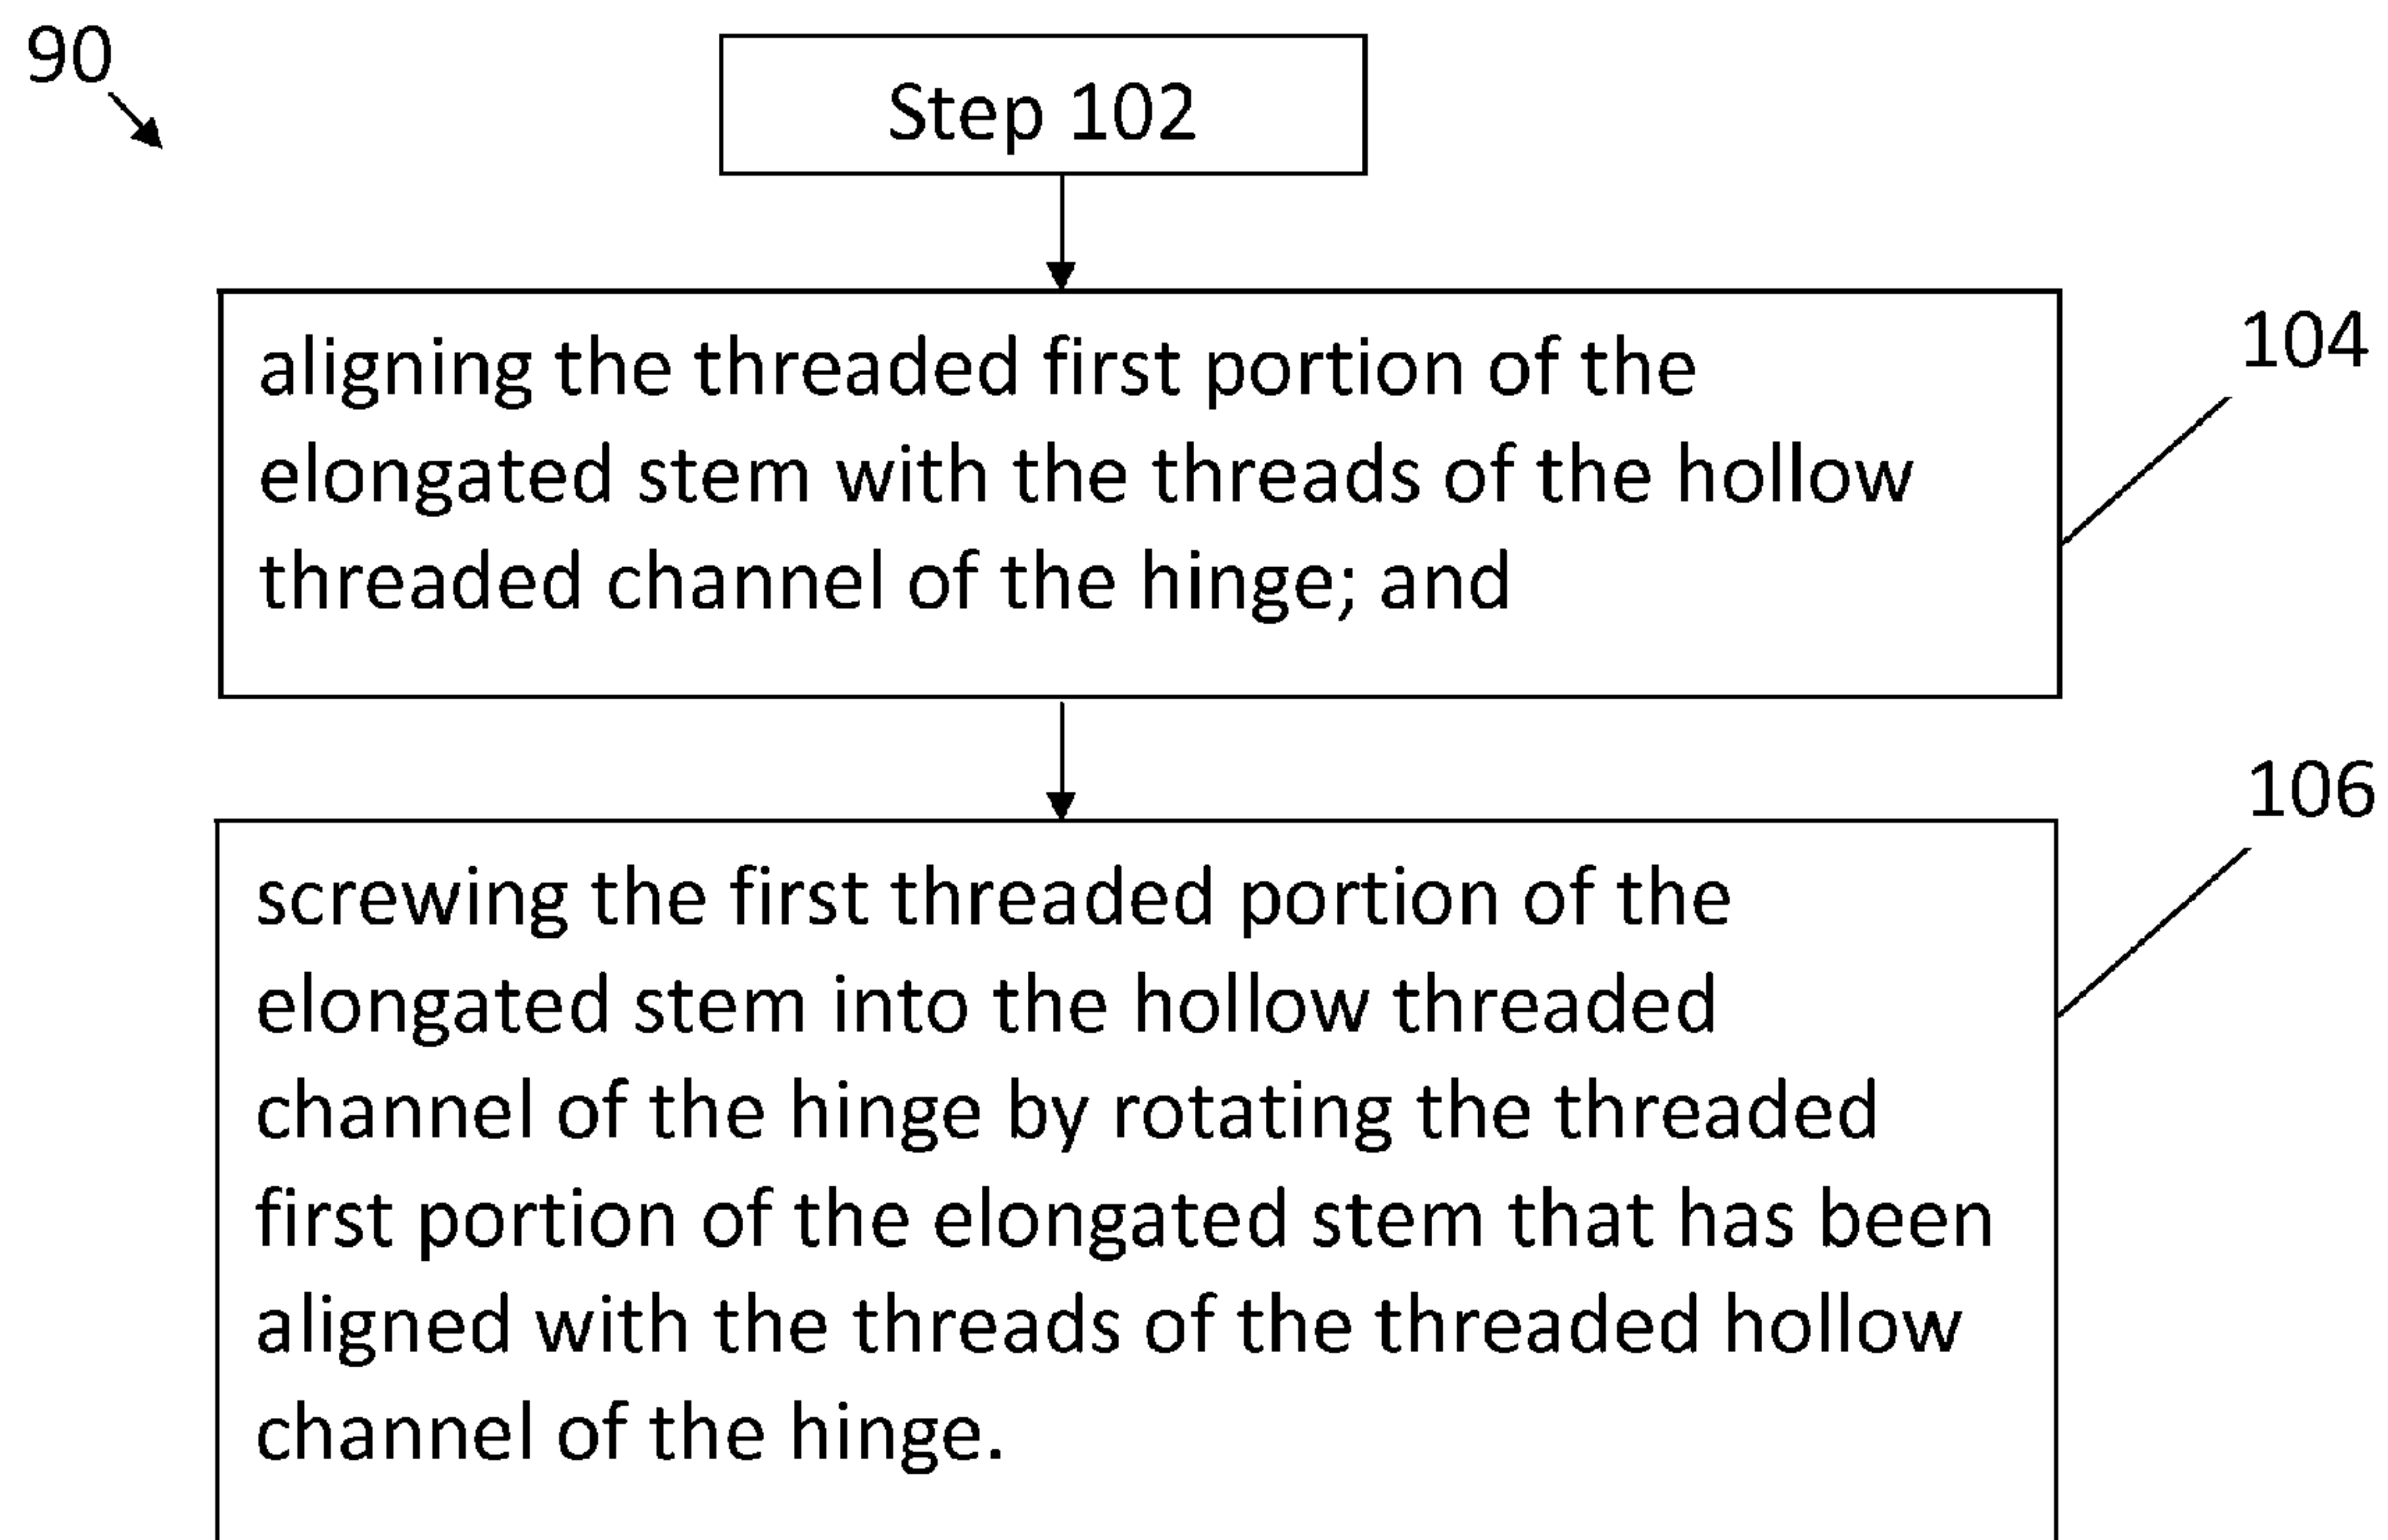 90
Step 102
aligning the threaded first portion of the
elongated stem with the threads of the hollow
threaded channel of the hinge; and
104
106
screwing the first threaded portion of the
elongated stem into the hollow threaded
channel of the hinge by rotating the threaded
first portion of the elongated stem that has been
aligned with the threads of the threaded hollow
channel of the hinge.